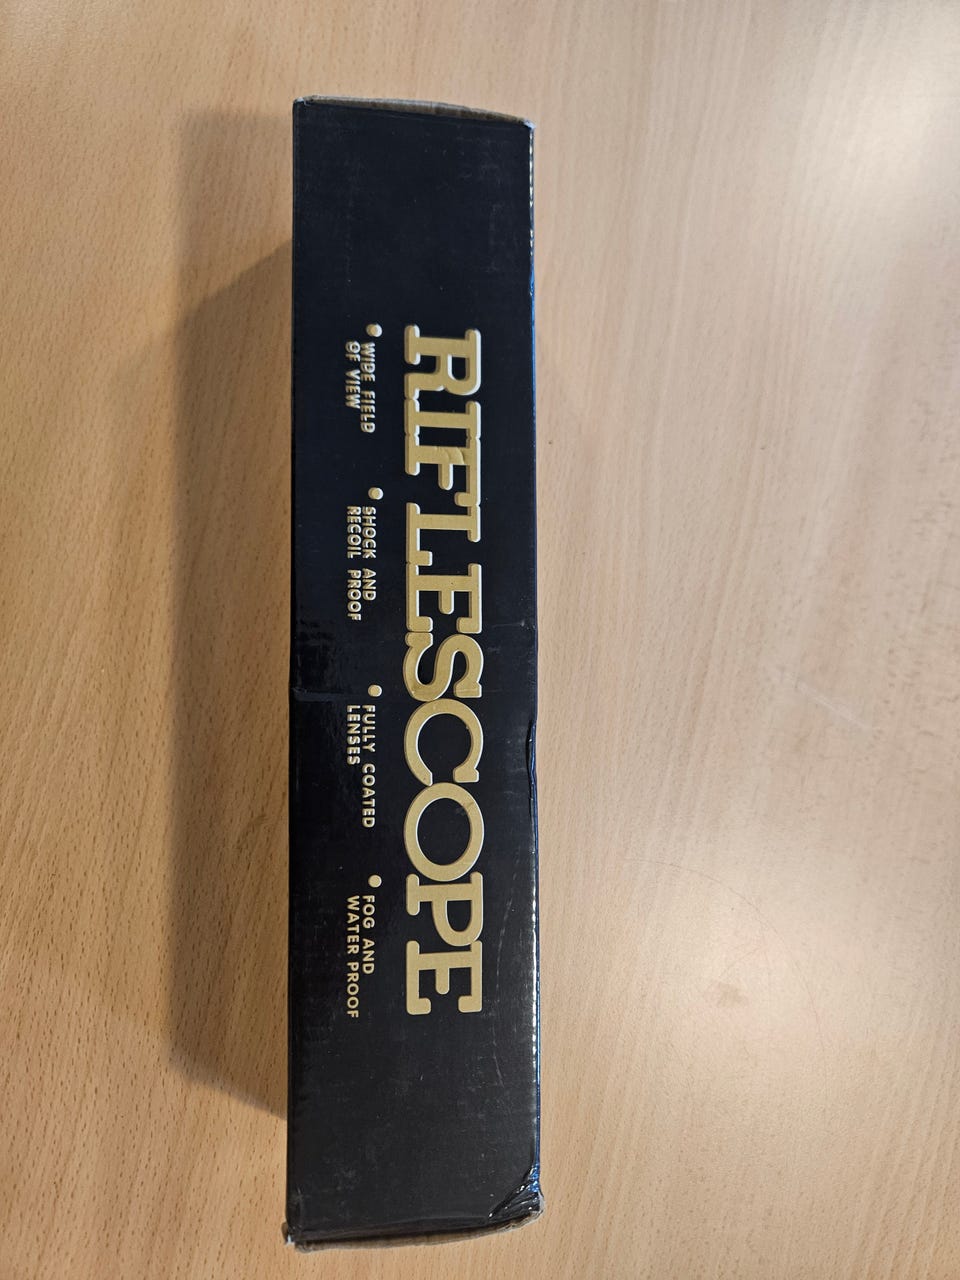 RIFLESCOPE
• WIDE FIELD
OF VIEW
• SHOCK AND
RECOIL PROOF
• FULLY COATED
LENSES
• FOG AND
WATER PROOF